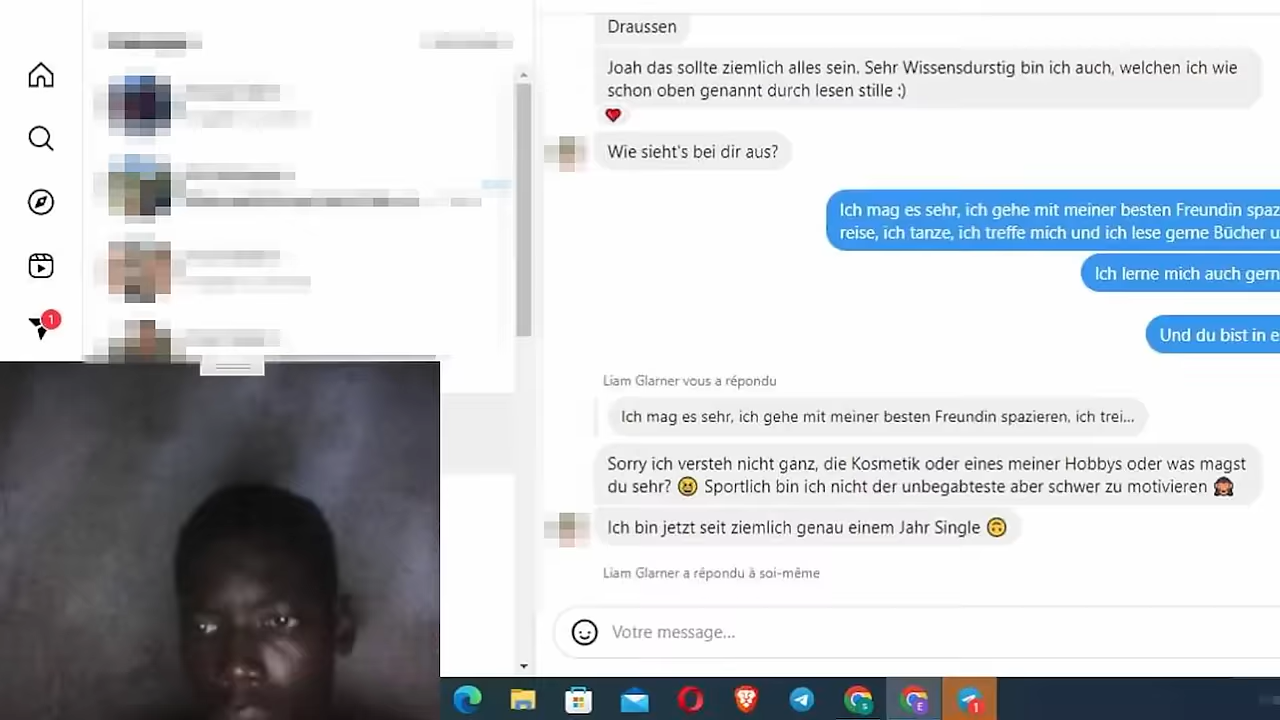 Draussen
Joah das sollte ziemlich alles sein. Sehr Wissensdurstig bin ich auch, welchen ich wie
schon oben genannt durch lesen stille :)
Wie sieht's bei dir aus?
Ich mag es sehr, ich gehe mit meiner besten Freundin spaz
reise, ich tanze, ich treffe mich und ich lese gerne Bücher u
Ich lerne mich auch gern
Und du bist in e
Liam Glarner vous a répondu
Ich mag es sehr, ich gehe mit meiner besten Freundin spazieren, ich trei...
Sorry ich versteh nicht ganz, die Kosmetik oder eines meiner Hobbys oder was magst
du sehr? 😆 Sportlich bin ich nicht der unbegabteste aber schwer zu motivieren 🙈
Ich bin jetzt seit ziemlich genau einem Jahr Single 🙃
Liam Glarner a répondu à soi-même
Votre message...
1
S
E
1